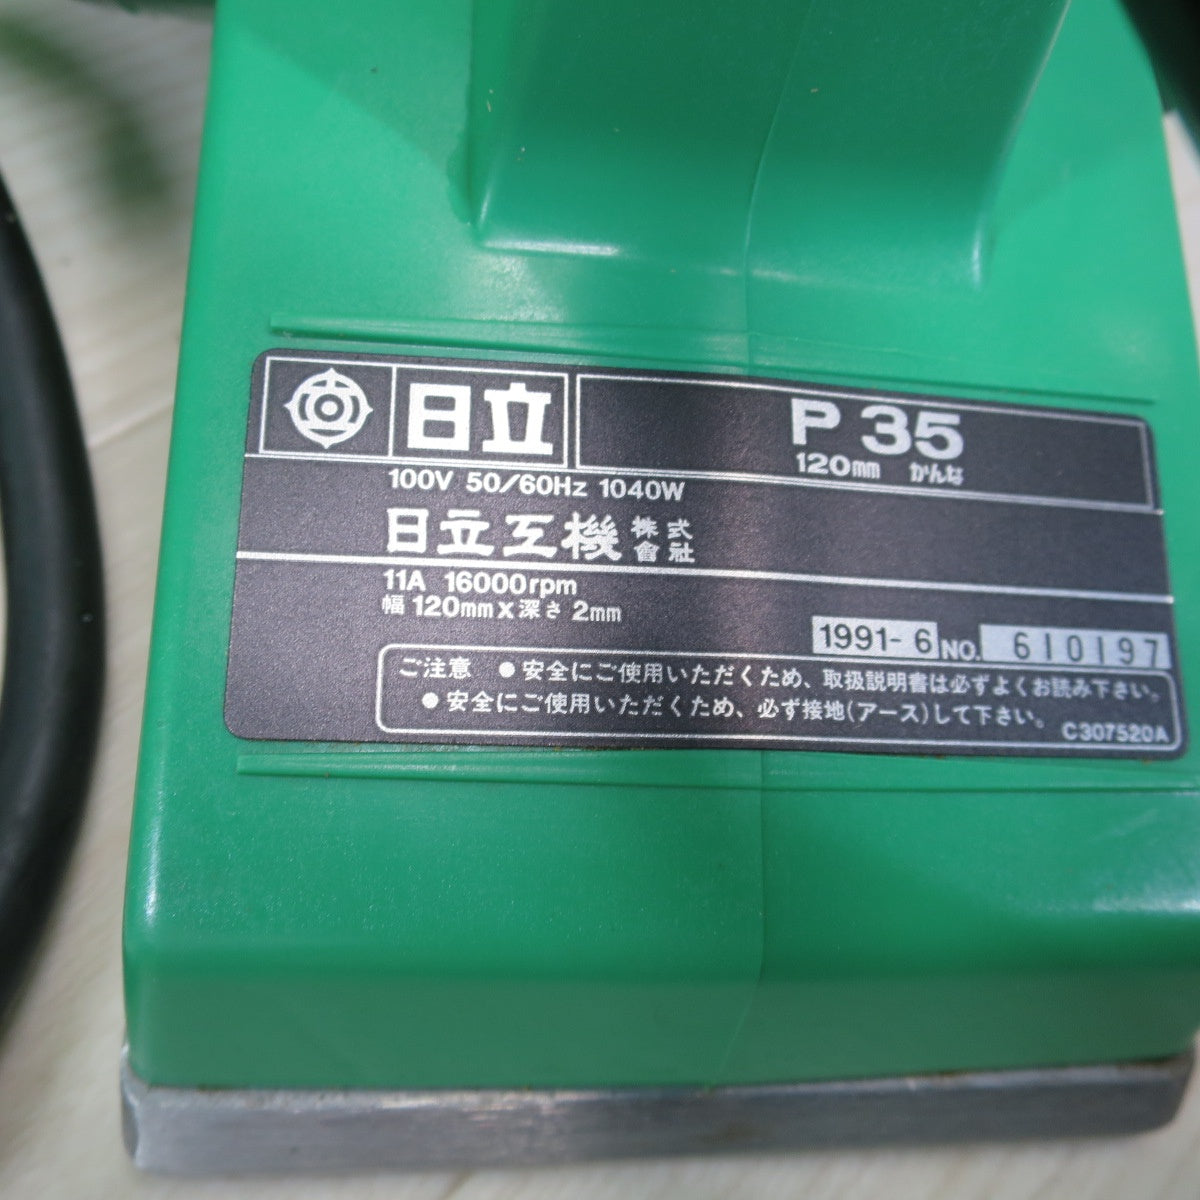 日立
P 35
120mm かんな
100V 50/60Hz 1040W
日立工機株式會社
11A 16000rpm
幅 120mm x 深さ 2mm
1991-6 NO. 610197
ご注意 ●安全にご使用いただくため、取扱説明書は必ずよくお読み下さい。
●安全にご使用いただくため、必ず接地(アース)して下さい。
C307520A